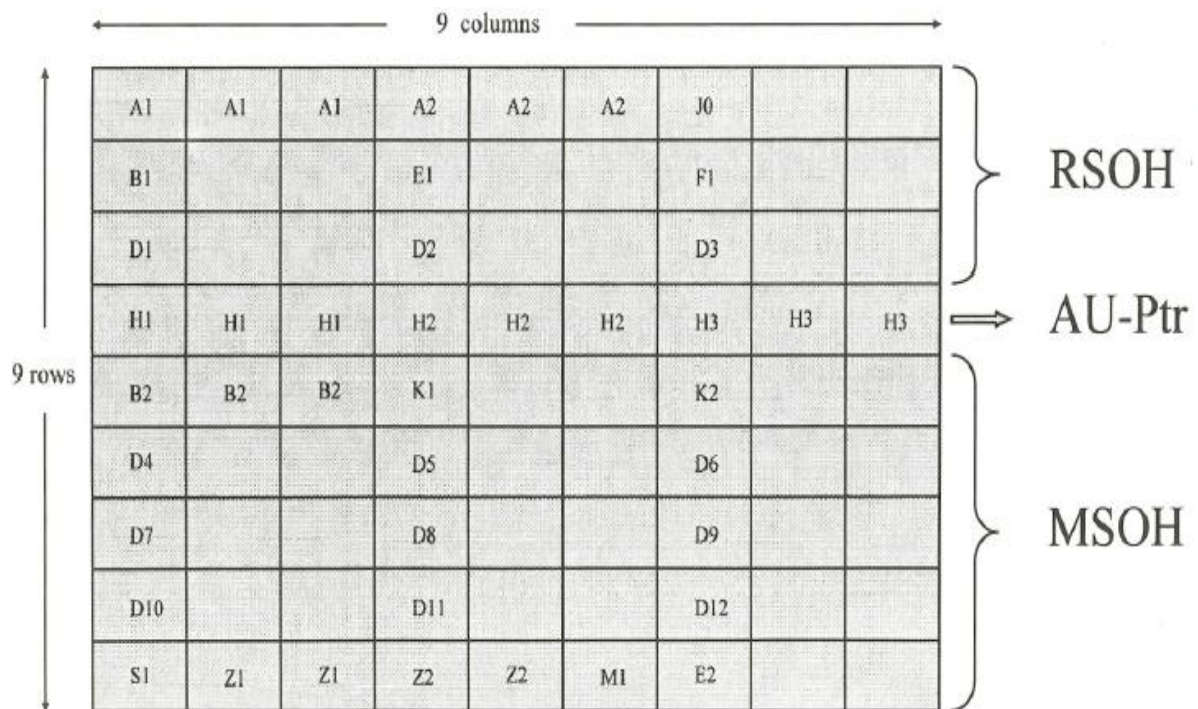 9 columns
A1 A1 A1 A2 A2 A2 J0
B1 E1 F1
RSOH
D1 D2 D3
H1 H1 H1 H2 H2 H2 H3 H3 H3
AU-Ptr
9 rows
B2 B2 B2 K1 K2
D4 D5 D6
D7 D8 D9
MSOH
D10 D11 D12
S1 Z1 Z1 Z2 Z2 M1 E2